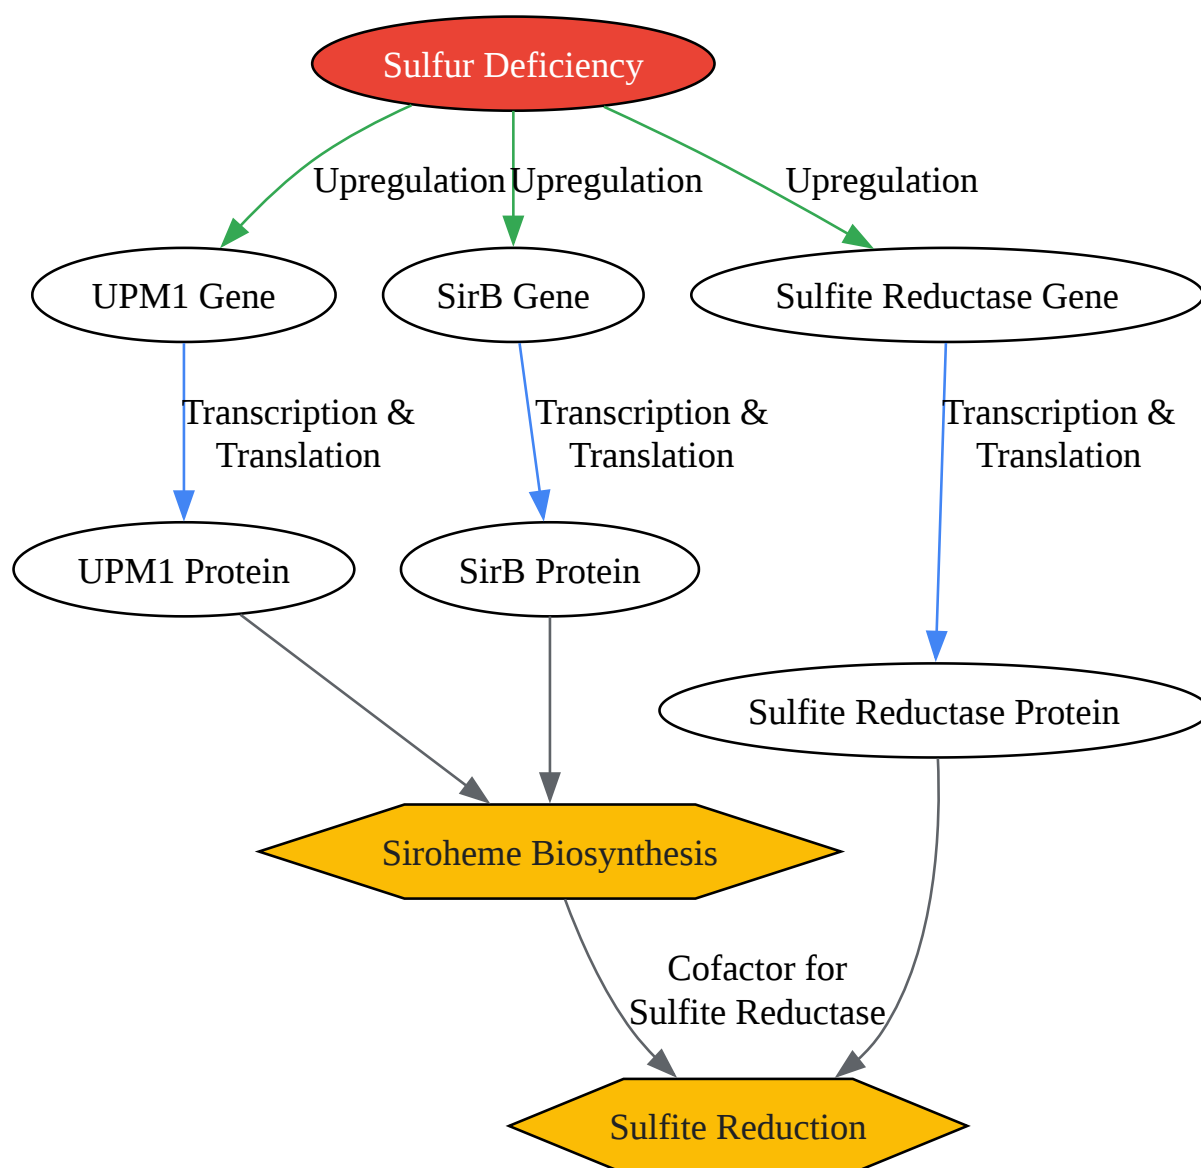 Sulfur Deficiency
Upregulation
Upregulation
Upregulation
UPM1 Gene
SirB Gene
Sulfite Reductase Gene
Transcription &
Translation
Transcription &
Translation
Transcription &
Translation
UPM1 Protein
SirB Protein
Sulfite Reductase Protein
Siroheme Biosynthesis
Cofactor for
Sulfite Reductase
Sulfite Reduction